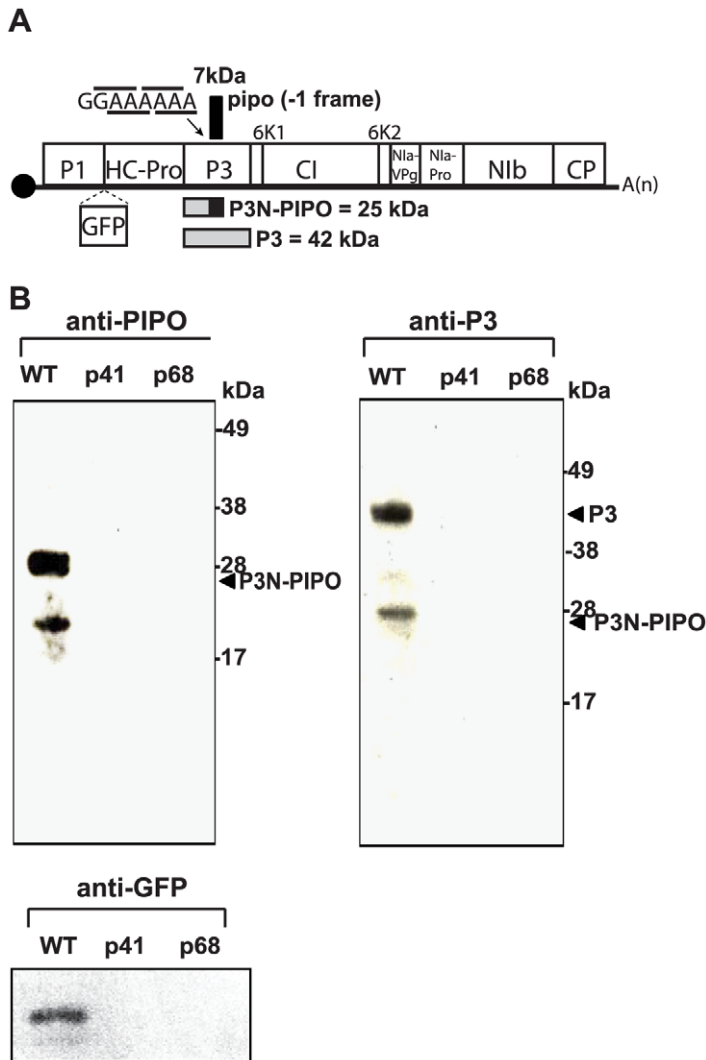 A
7kDa
GGAAAAAA
pipo (-1 frame)
6K1
6K2
P1
HC-Pro
P3
CI
NIa-
VPg
NIa-
Pro
NIb
CP
A(n)
GFP
P3N-PIPO = 25 kDa
P3 = 42 kDa
B
anti-PIPO
WT p41 p68
kDa
-49
-38
-28
P3N-PIPO
-17
anti-P3
WT p41 p68
kDa
-49
P3
-38
-28
P3N-PIPO
-17
anti-GFP
WT p41 p68